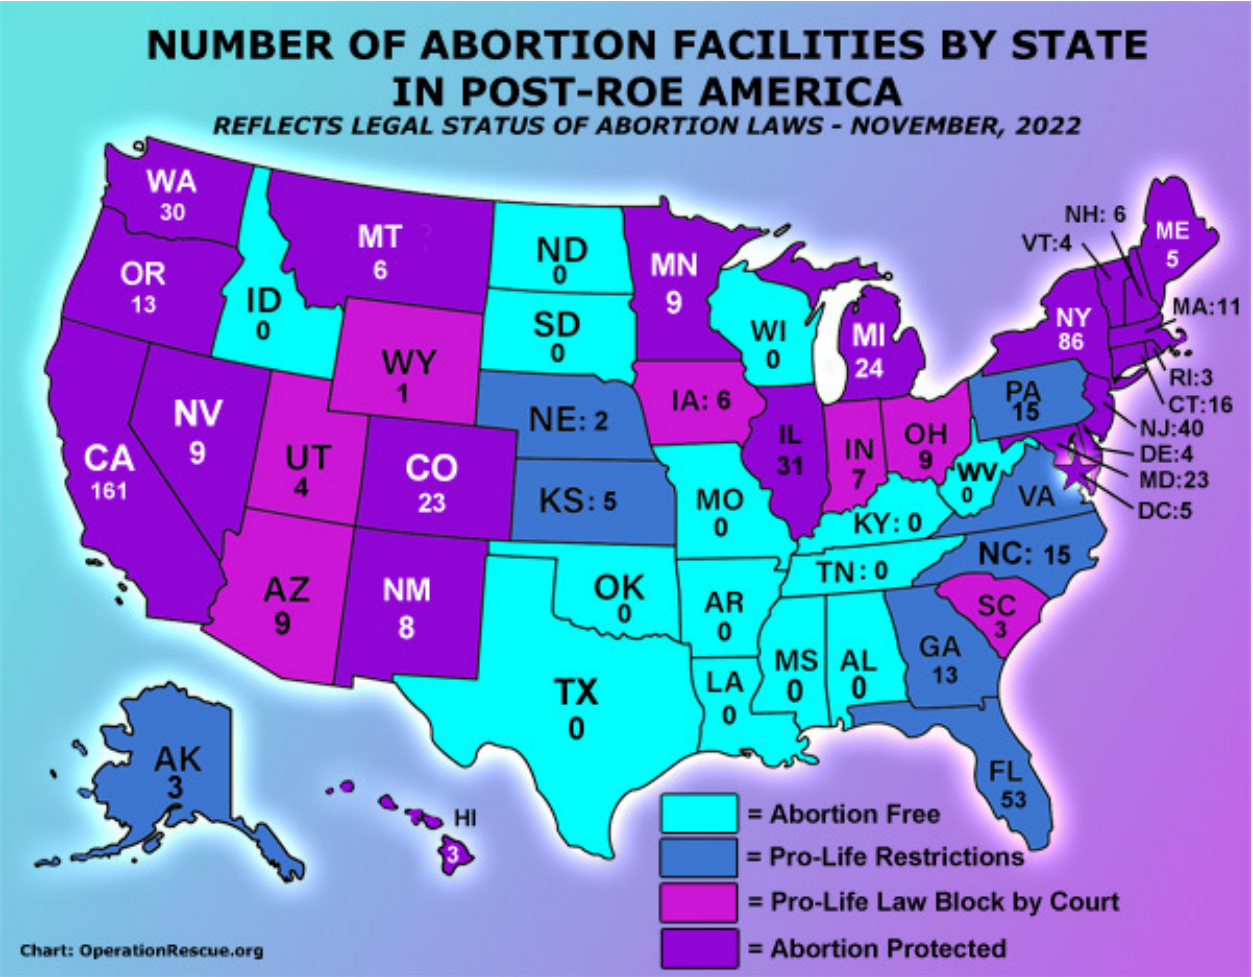 NUMBER OF ABORTION FACILITIES BY STATE
IN POST-ROE AMERICA
REFLECTS LEGAL STATUS OF ABORTION LAWS - NOVEMBER, 2022
WA
30
OR
13
ID
0
MT
6
ND
0
SD
0
MN
9
WI
0
MI
24
NH: 6
VT:4
ME
5
NY
86
MA:11
RI:3
CT:16
NJ:40
DE:4
MD:23
DC:5
PA
15
WY
1
NE: 2
IA: 6
IL
31
IN
7
OH
9
WV
0
VA
NV
9
CA
161
UT
4
CO
23
KS: 5
MO
0
KY: 0
TN: 0
NC: 15
SC
3
AZ
9
NM
8
OK
0
AR
0
MS
0
AL
0
GA
13
LA
0
TX
0
FL
53
AK
3
HI
3
= Abortion Free
= Pro-Life Restrictions
= Pro-Life Law Block by Court
= Abortion Protected
Chart: OperationRescue.org